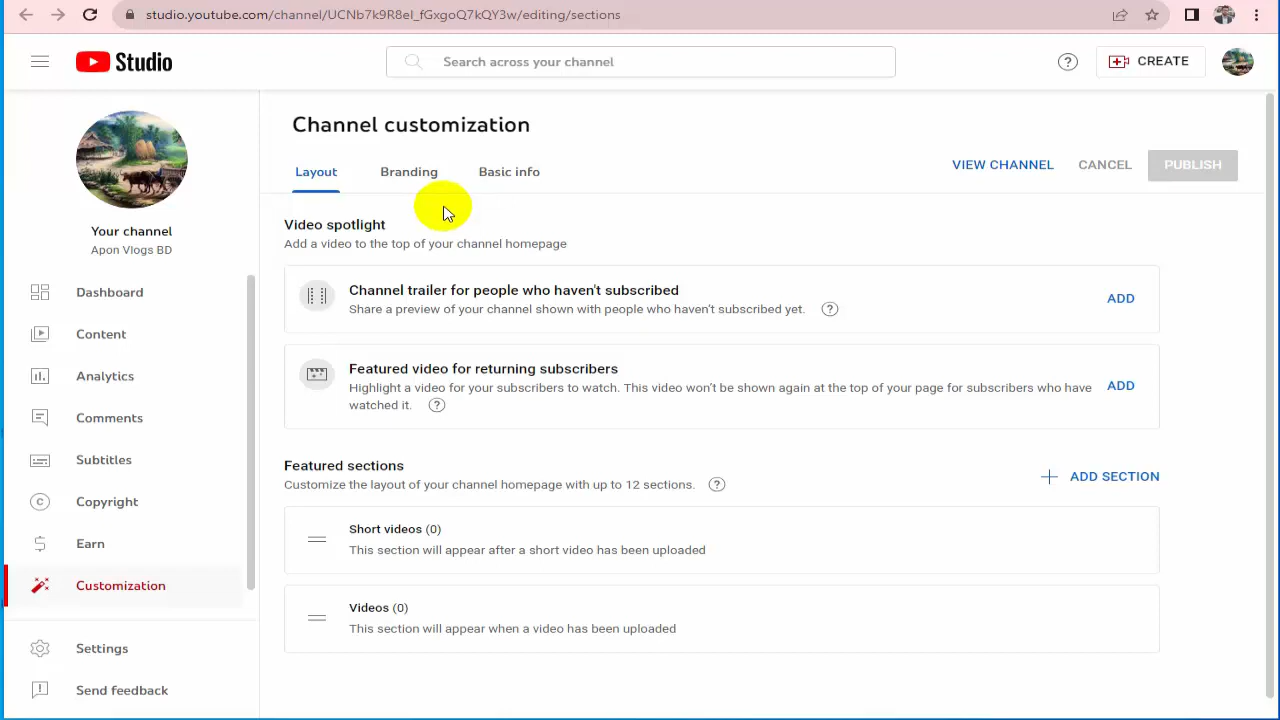 studio.youtube.com/channel/UCNb7k9R8el_fGxgoQ7kQY3w/editing/sections
Studio
Search across your channel
CREATE
Your channel
Apon Vlogs BD
Dashboard
Content
Analytics
Comments
Subtitles
Copyright
Earn
Customization
Settings
Send feedback
Channel customization
Layout
Branding
Basic info
VIEW CHANNEL
CANCEL
PUBLISH
Video spotlight
Add a video to the top of your channel homepage
Channel trailer for people who haven't subscribed
Share a preview of your channel shown with people who haven't subscribed yet.
ADD
Featured video for returning subscribers
Highlight a video for your subscribers to watch. This video won't be shown again at the top of your page for subscribers who have
watched it.
ADD
Featured sections
Customize the layout of your channel homepage with up to 12 sections.
ADD SECTION
Short videos (0)
This section will appear after a short video has been uploaded
Videos (0)
This section will appear when a video has been uploaded